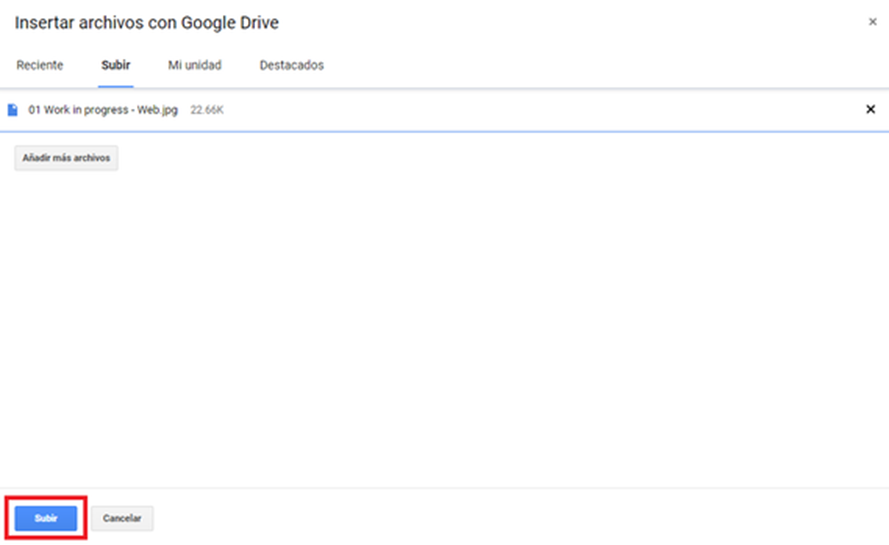 Insertar archivos con Google Drive
Reciente Subir Mi unidad Destacados
01 Work in progress - Web.jpg 22.66K
Añadir más archivos
Subir Cancelar